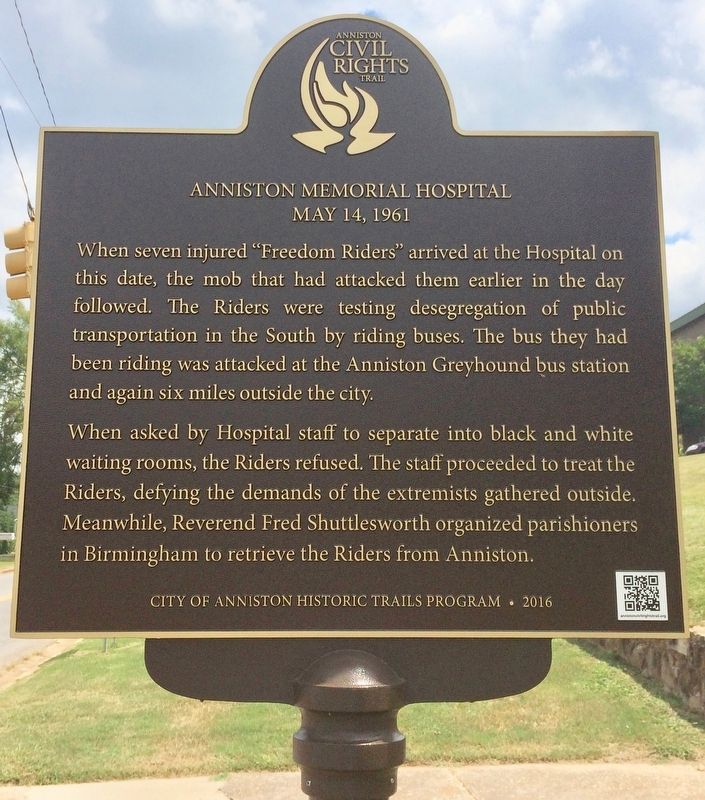 ANNISTON
CIVIL
RIGHTS
TRAIL
ANNISTON MEMORIAL HOSPITAL
MAY 14, 1961
When seven injured “Freedom Riders” arrived at the Hospital on
this date, the mob that had attacked them earlier in the day
followed. The Riders were testing desegregation of public
transportation in the South by riding buses. The bus they had
been riding was attacked at the Anniston Greyhound bus station
and again six miles outside the city.
When asked by Hospital staff to separate into black and white
waiting rooms, the Riders refused. The staff proceeded to treat the
Riders, defying the demands of the extremists gathered outside.
Meanwhile, Reverend Fred Shuttlesworth organized parishioners
in Birmingham to retrieve the Riders from Anniston.
CITY OF ANNISTON HISTORIC TRAILS PROGRAM • 2016